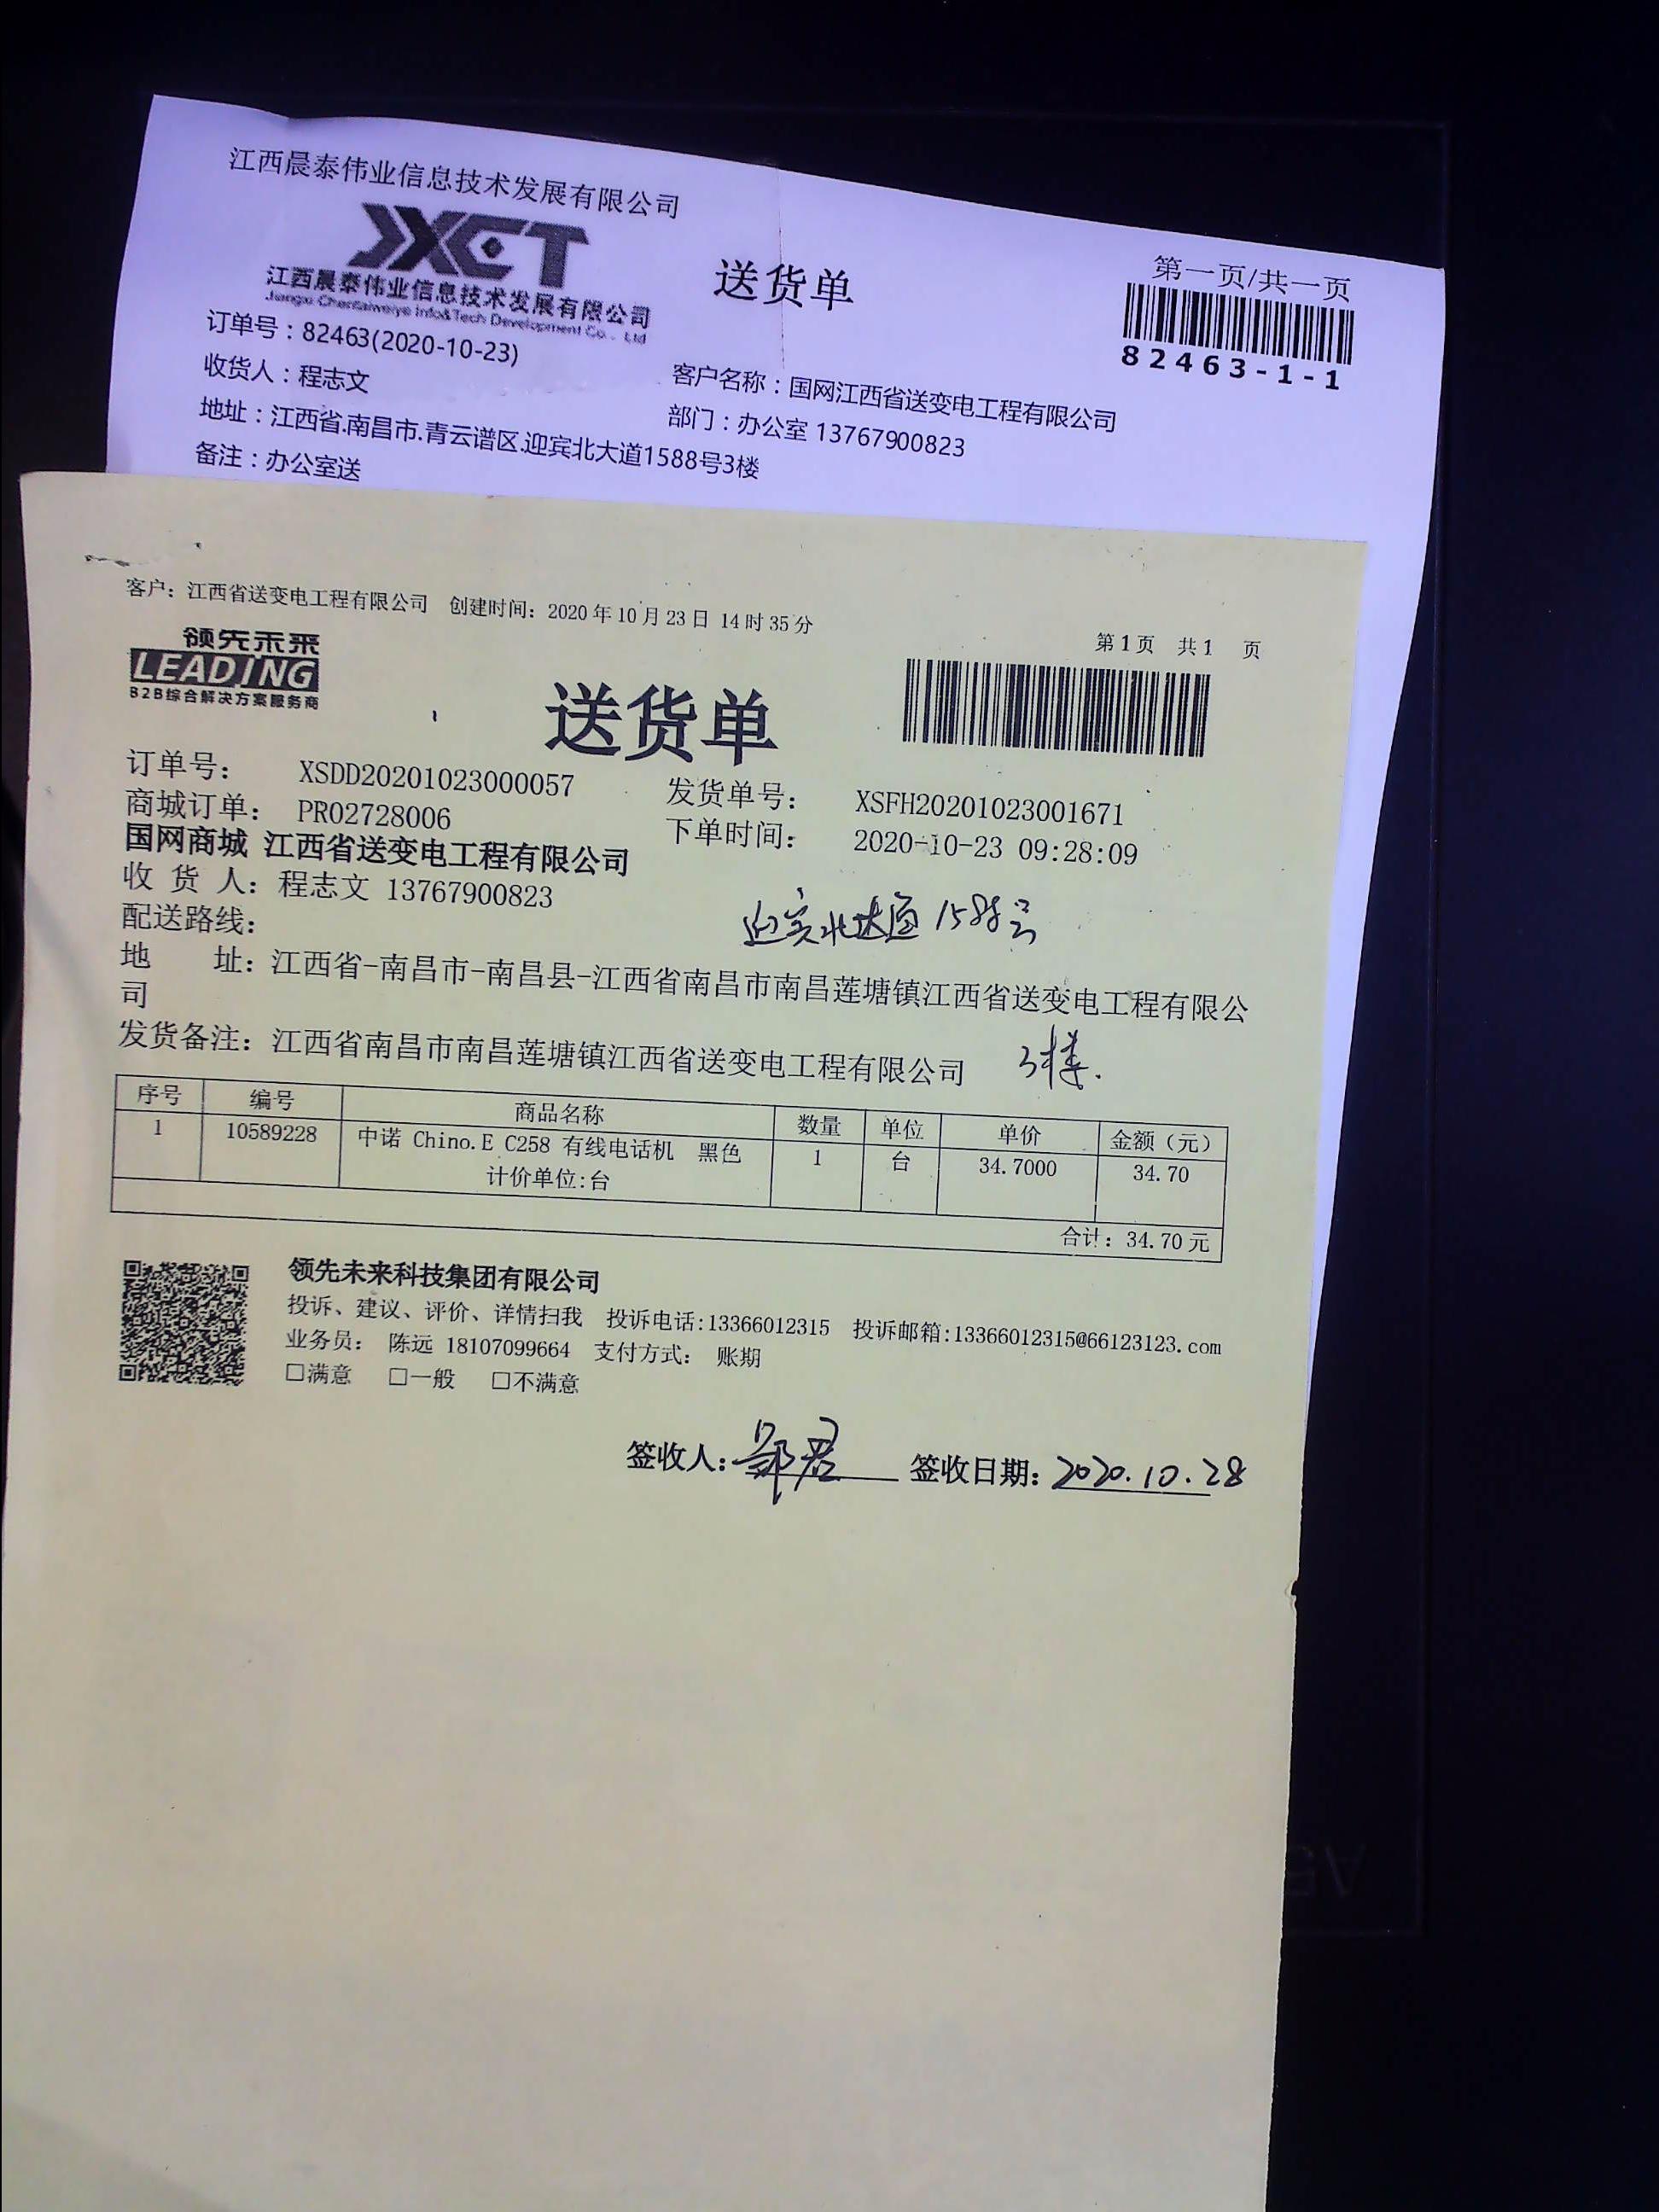 江西晨泰伟业信息技术发展有限公司
JXCT
江西晨泰伟业信息技术发展有限公司
Jiangxi Chentaiweiye Info&Tech Development Co., Ltd
送货单
第一页/共一页
82463-1-1
订单号：82463(2020-10-23)
收货人：程志文
客户名称：国网江西省送变电工程有限公司
地址：江西省.南昌市.青云谱区.迎宾北大道1588号3楼
部门：办公室 13767900823
备注：办公室送
客户：江西省送变电工程有限公司 创建时间：2020年10月23日 14时35分
第1页 共1 页
领先未来
LEADING
B2B综合解决方案服务商
送货单
订单号： XSDD20201023000057
发货单号： XSFH20201023001671
商城订单： PR02728006
下单时间： 2020-10-23 09:28:09
国网商城 江西省送变电工程有限公司
收 货 人：程志文 13767900823
配送路线：
迎宾北大道1588号
地 址：江西省-南昌市-南昌县-江西省南昌市南昌莲塘镇江西省送变电工程有限公
司
发货备注：江西省南昌市南昌莲塘镇江西省送变电工程有限公司 3楼.
序号 编号 商品名称 数量 单位 单价 金额（元）
1 10589228 中诺 Chino.E C258 有线电话机 黑色 1 台 34.7000 34.70
计价单位:台
合计：34.70元
领先未来科技集团有限公司
投诉、建议、评价、详情扫我 投诉电话:13366012315 投诉邮箱:13366012315@66123123.com
业务员： 陈远 18107099664 支付方式： 账期
□满意 □一般 □不满意
签收人： 签收日期：2020.10.28